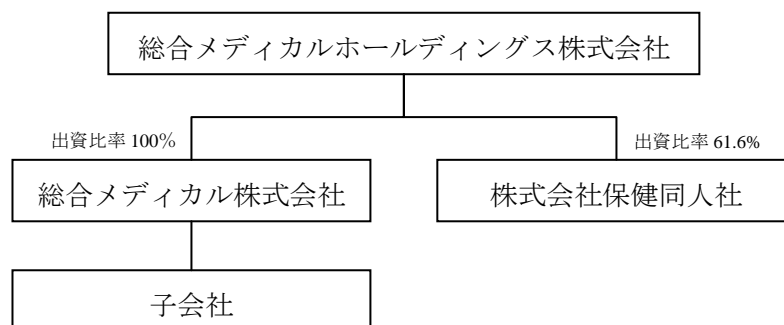 総合メディカルホールディングス株式会社
出資比率 100%
出資比率 61.6%
総合メディカル株式会社
株式会社保健同人社
子会社